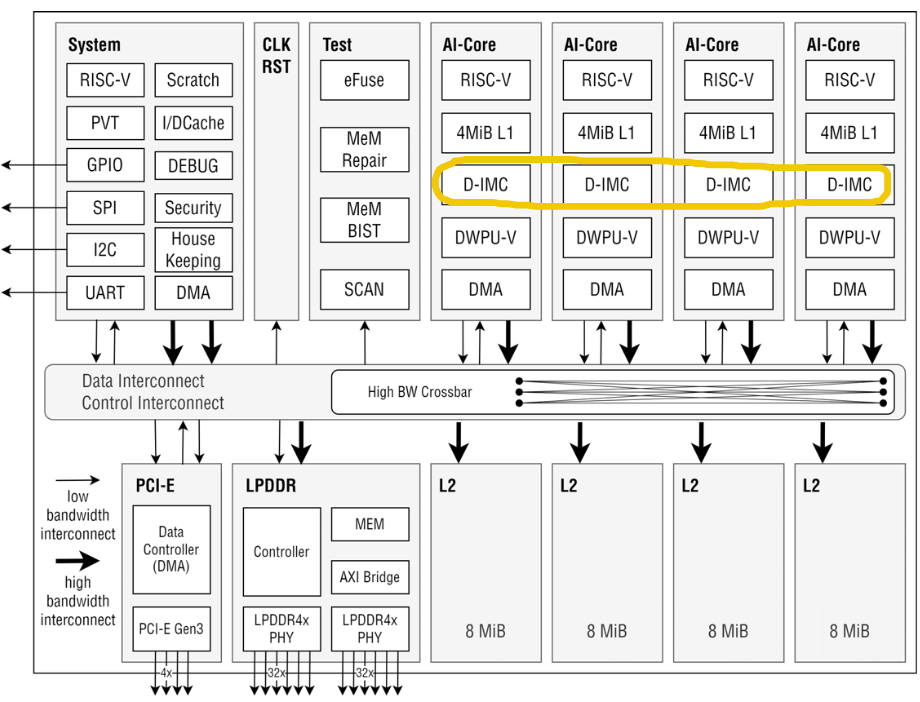 System
RISC-V
Scratch
PVT
I/DCache
GPIO
DEBUG
SPI
Security
I2C
House
Keeping
UART
DMA
CLK
RST
Test
eFuse
MeM
Repair
MeM
BIST
SCAN
AI-Core
RISC-V
4MiB L1
D-IMC
DWPU-V
DMA
AI-Core
RISC-V
4MiB L1
D-IMC
DWPU-V
DMA
AI-Core
RISC-V
4MiB L1
D-IMC
DWPU-V
DMA
AI-Core
RISC-V
4MiB L1
D-IMC
DWPU-V
DMA
Data Interconnect
Control Interconnect
High BW Crossbar
low
bandwidth
interconnect
high
bandwidth
interconnect
PCI-E
Data
Controller
(DMA)
PCI-E Gen3
4x
LPDDR
Controller
MEM
AXI Bridge
LPDDR4x
PHY
LPDDR4x
PHY
32x
32x
L2
8 MiB
L2
8 MiB
L2
8 MiB
L2
8 MiB